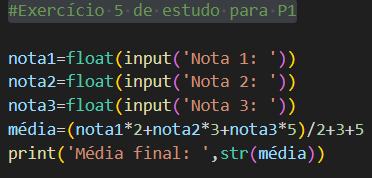 #Exercício 5 de estudo para P1
nota1=float(input('Nota 1: '))
nota2=float(input('Nota 2: '))
nota3=float(input('Nota 3: '))
média=(nota1*2+nota2*3+nota3*5)/2+3+5
print('Média final: ',str(média))